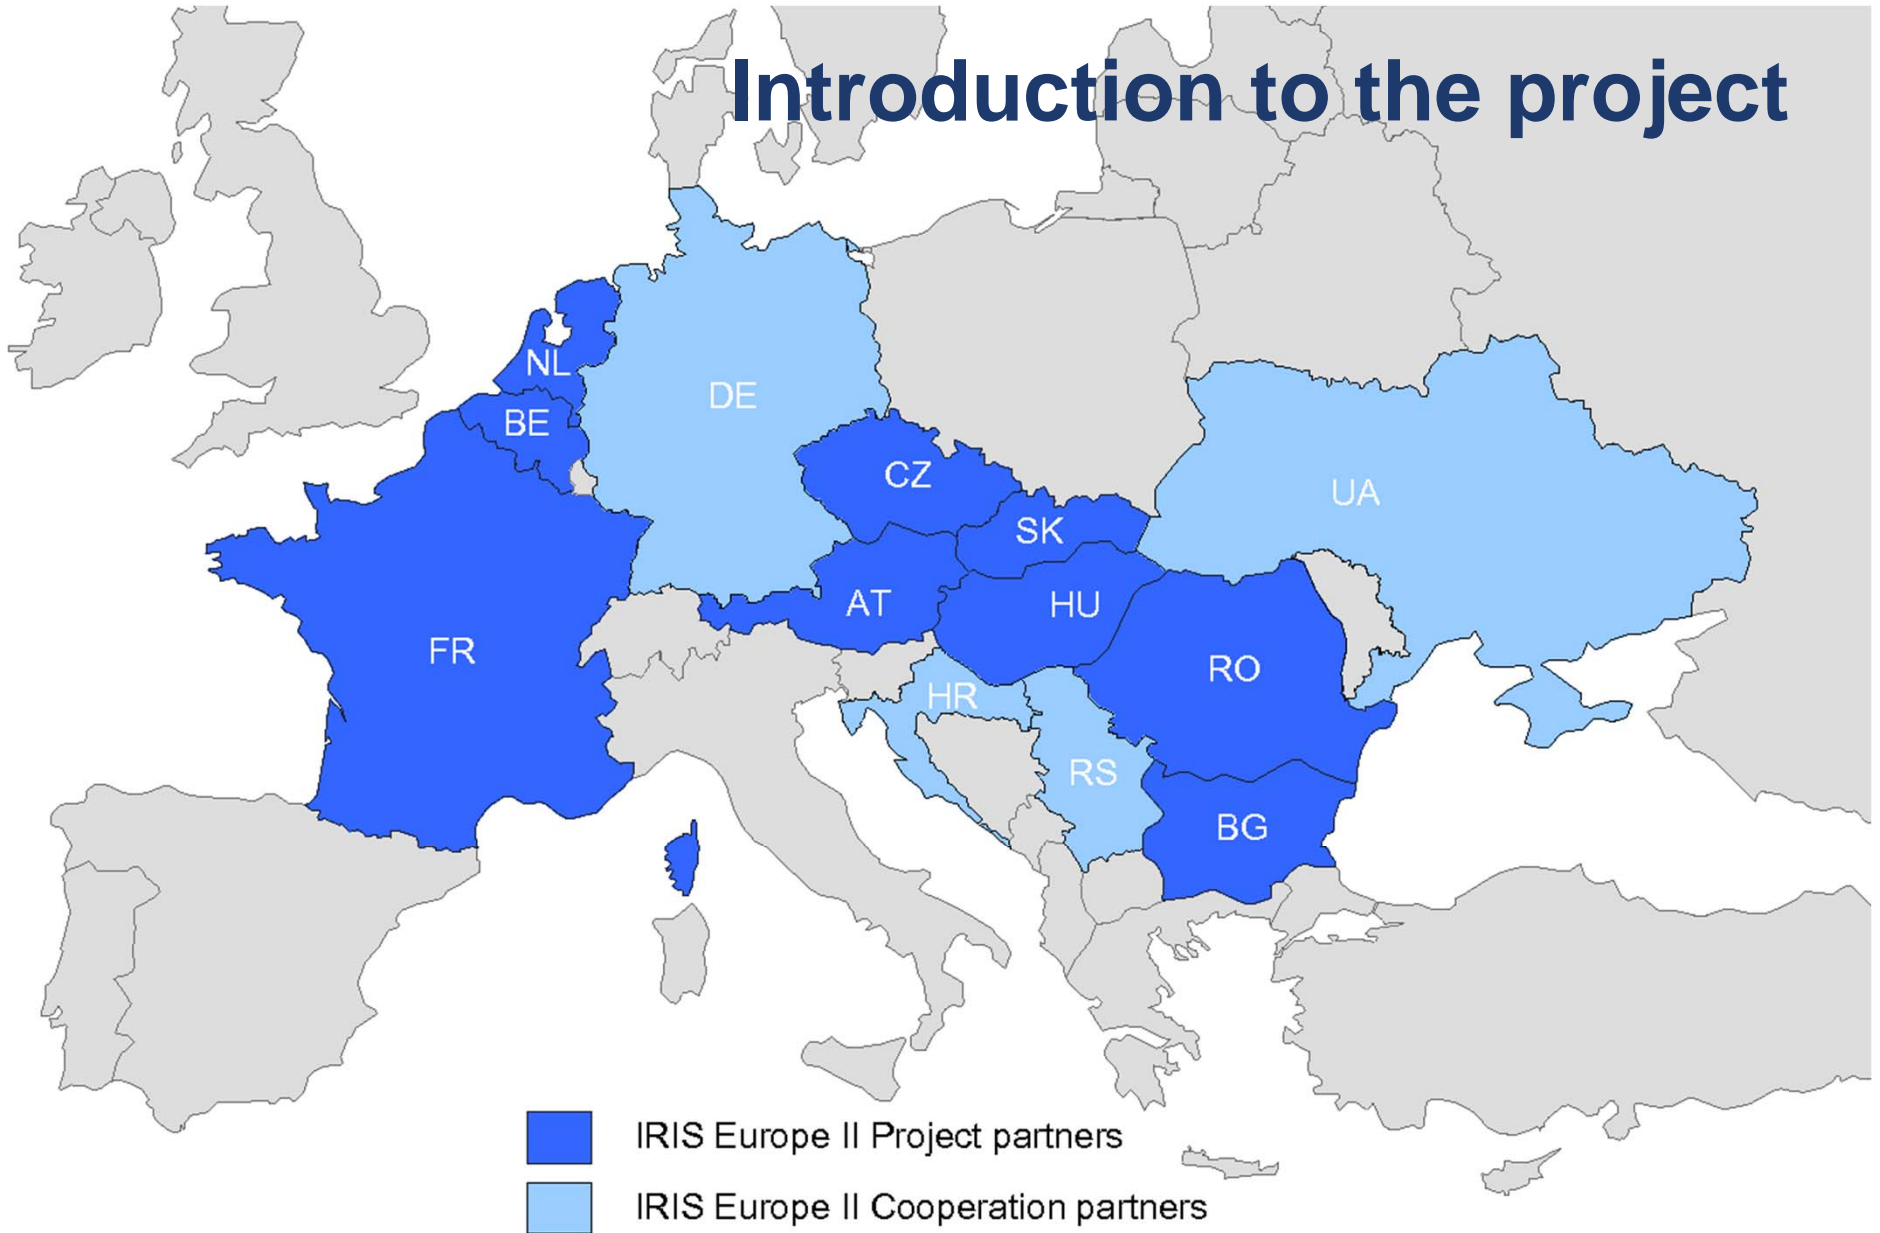 Introduction to the project
NL
DE
BE
CZ
UA
SK
AT
HU
FR
RO
HR
RS
BG
IRIS Europe II Project partners
IRIS Europe II Cooperation partners